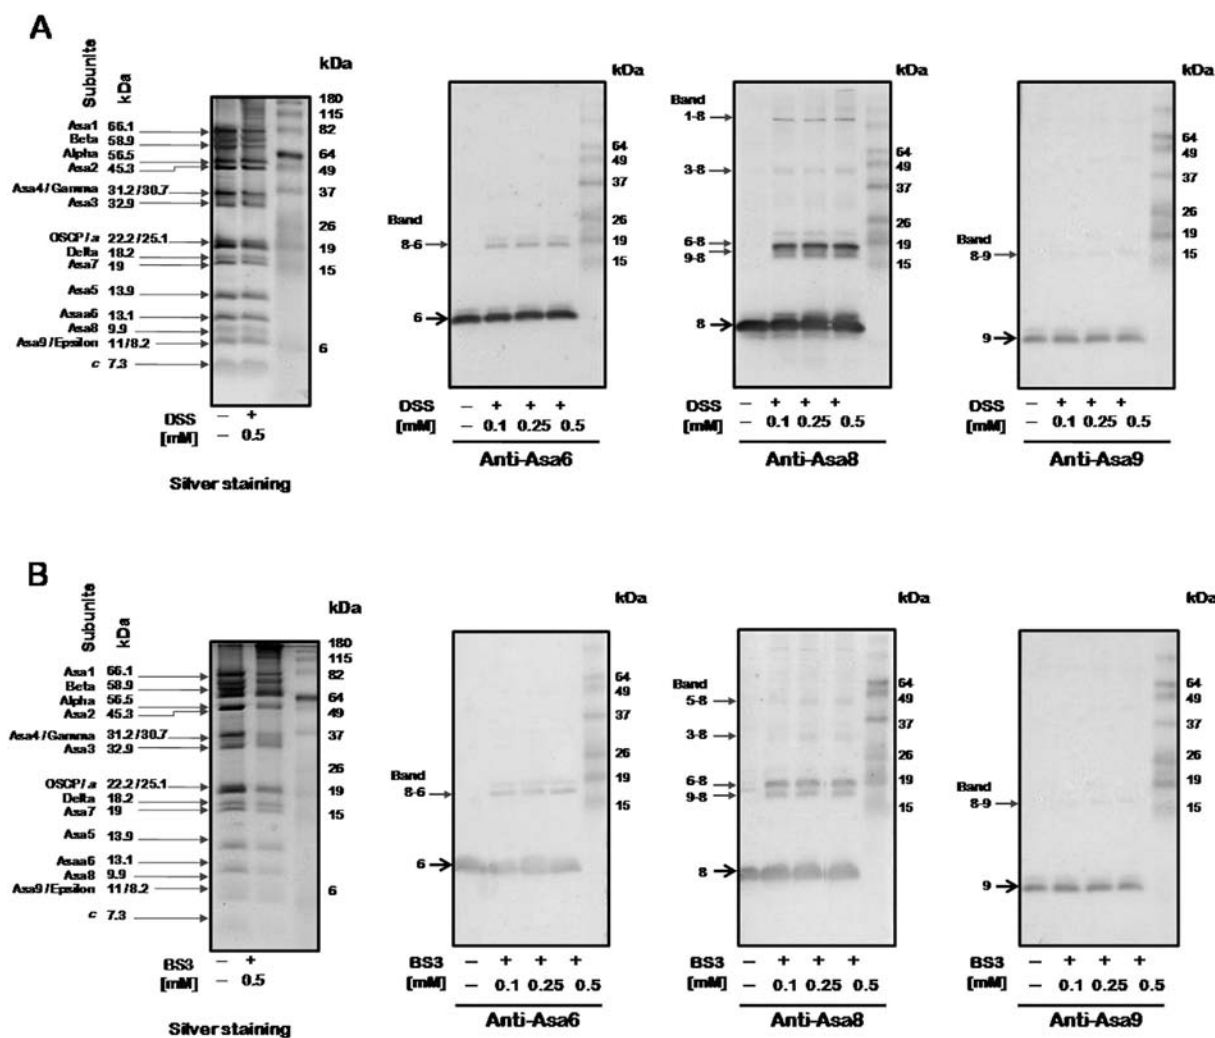 A
Subunits
kDa
kDa
Asa1 66.1
Beta 58.9
Alpha 56.5
Asa2 45.3
Asa4/Gamma 31.2/30.7
Asa3 32.9
OSCP/a 22.2/25.1
Delta 18.2
Asa7 19
Asa5 13.9
Asaa6 13.1
Asa8 9.9
Asa9/Epsilon 11/8.2
c 7.3
180
115
82
64
49
37
26
19
15
6
DSS – +
[mM] – 0.5
Silver staining
kDa
64
49
37
26
19
15
Band
8-6
6
DSS – + + +
[mM] – 0.1 0.25 0.5
Anti-Asa6
kDa
Band
1-8
3-8
6-8
9-8
8
64
49
37
26
19
15
DSS – + + +
[mM] – 0.1 0.25 0.5
Anti-Asa8
kDa
64
49
37
26
19
15
Band
8-9
9
DSS – + + +
[mM] – 0.1 0.25 0.5
Anti-Asa9
B
Subunits
kDa
kDa
Asa1 66.1
Beta 58.9
Alpha 56.5
Asa2 45.3
Asa4/Gamma 31.2/30.7
Asa3 32.9
OSCP/a 22.2/25.1
Delta 18.2
Asa7 19
Asa5 13.9
Asaa6 13.1
Asa8 9.9
Asa9/Epsilon 11/8.2
c 7.3
180
115
82
64
49
37
26
19
15
6
BS3 – +
[mM] – 0.5
Silver staining
kDa
64
49
37
26
19
15
Band
8-6
6
BS3 – + + +
[mM] – 0.1 0.25 0.5
Anti-Asa6
kDa
Band
5-8
3-8
6-8
9-8
8
64
49
37
26
19
15
BS3 – + + +
[mM] – 0.1 0.25 0.5
Anti-Asa8
kDa
64
49
37
26
19
15
Band
8-9
9
BS3 – + + +
[mM] – 0.1 0.25 0.5
Anti-Asa9